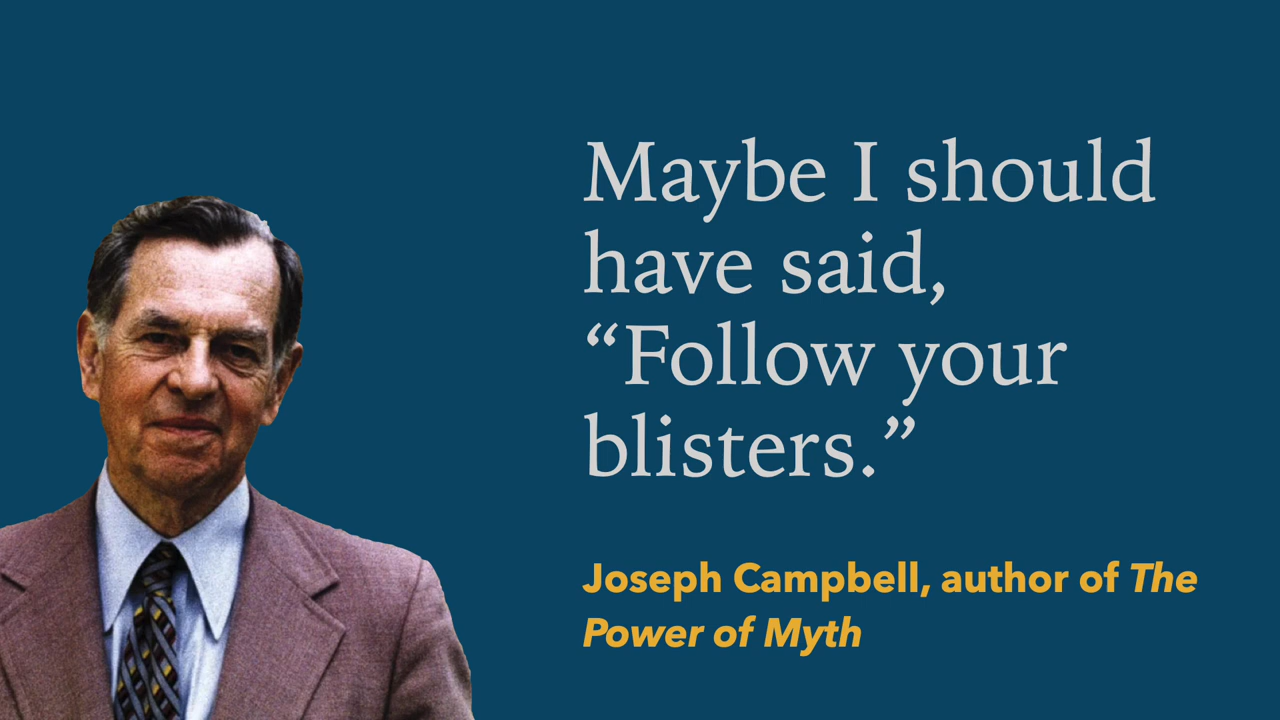 Maybe I should
have said,
“Follow your
blisters.”
Joseph Campbell, author of The
Power of Myth